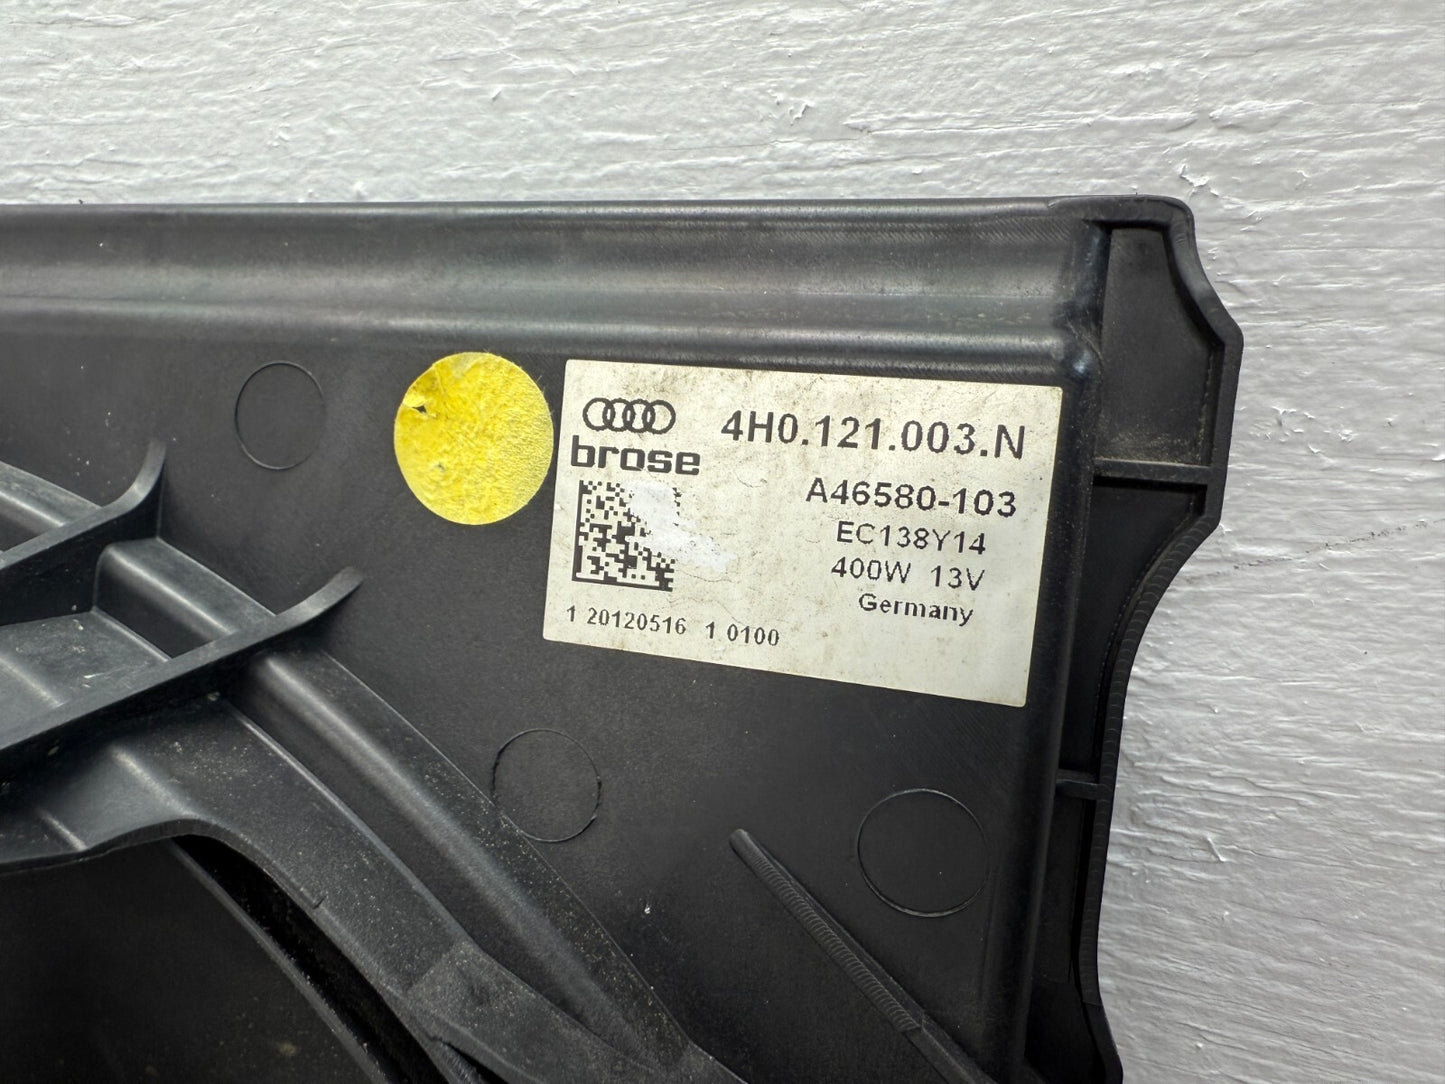 4H0.121.003.N
brose
A46580-103
EC138Y14
400W 13V
Germany
1 20120516 1 0100